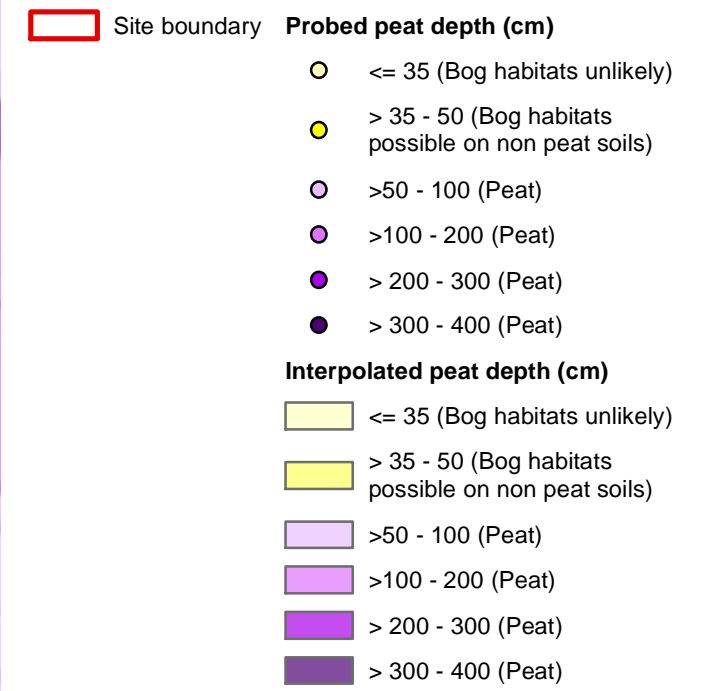 Site boundary
Probed peat depth (cm)
<= 35 (Bog habitats unlikely)
> 35 - 50 (Bog habitats
possible on non peat soils)
>50 - 100 (Peat)
>100 - 200 (Peat)
> 200 - 300 (Peat)
> 300 - 400 (Peat)
Interpolated peat depth (cm)
<= 35 (Bog habitats unlikely)
> 35 - 50 (Bog habitats
possible on non peat soils)
>50 - 100 (Peat)
>100 - 200 (Peat)
> 200 - 300 (Peat)
> 300 - 400 (Peat)